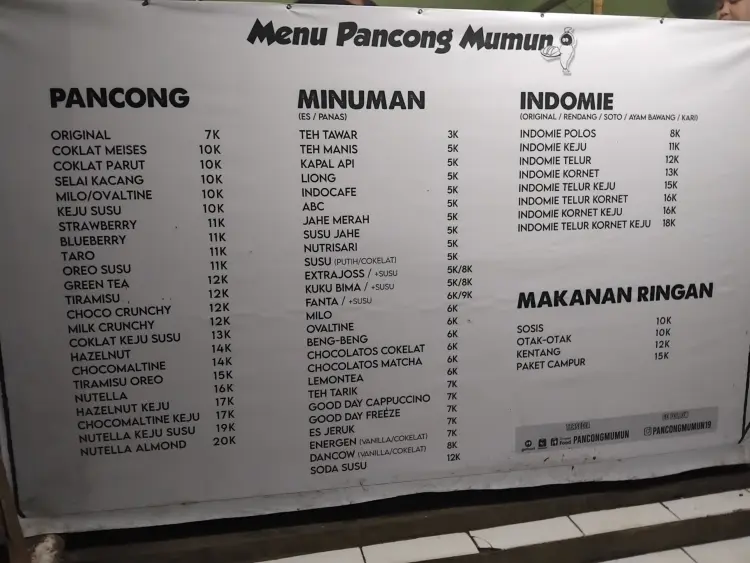 Menu Pancong Mumun
PANCONG
ORIGINAL 7K
COKLAT MEISES 10K
COKLAT PARUT 10K
SELAI KACANG 10K
MILO/OVALTINE 10K
KEJU SUSU 10K
STRAWBERRY 11K
BLUEBERRY 11K
TARO 11K
OREO SUSU 11K
GREEN TEA 12K
TIRAMISU 12K
CHOCO CRUNCHY 12K
MILK CRUNCHY 12K
COKLAT KEJU SUSU 13K
HAZELNUT 14K
CHOCOMALTINE 14K
TIRAMISU OREO 15K
NUTELLA 16K
HAZELNUT KEJU 17K
CHOCOMALTINE KEJU 17K
NUTELLA KEJU SUSU 19K
NUTELLA ALMOND 20K
MINUMAN
(ES / PANAS)
TEH TAWAR 3K
TEH MANIS 5K
KAPAL API 5K
LIONG 5K
INDOCAFE 5K
ABC 5K
JAHE MERAH 5K
SUSU JAHE 5K
NUTRISARI 5K
SUSU (PUTIH/COKELAT) 5K
EXTRAJOSS / +SUSU 5K/8K
KUKU BIMA / +SUSU 5K/8K
FANTA / +SUSU 6K/9K
MILO 6K
OVALTINE 6K
BENG-BENG 6K
CHOCOLATOS COKELAT 6K
CHOCOLATOS MATCHA 6K
LEMONTEA 6K
TEH TARIK 7K
GOOD DAY CAPPUCCINO 7K
GOOD DAY FREEZE 7K
ES JERUK 7K
ENERGEN (VANILLA/COKELAT) 7K
DANCOW (VANILLA/COKELAT) 8K
SODA SUSU 12K
INDOMIE
(ORIGINAL / RENDANG / SOTO / AYAM BAWANG / KARI)
INDOMIE POLOS 8K
INDOMIE KEJU 11K
INDOMIE TELUR 12K
INDOMIE KORNET 13K
INDOMIE TELUR KEJU 15K
INDOMIE TELUR KORNET 16K
INDOMIE KORNET KEJU 16K
INDOMIE TELUR KORNET KEJU 18K
MAKANAN RINGAN
SOSIS 10K
OTAK-OTAK 10K
KENTANG 12K
PAKET CAMPUR 15K
PANCONGMUMUN
PANCONGMUMUN19